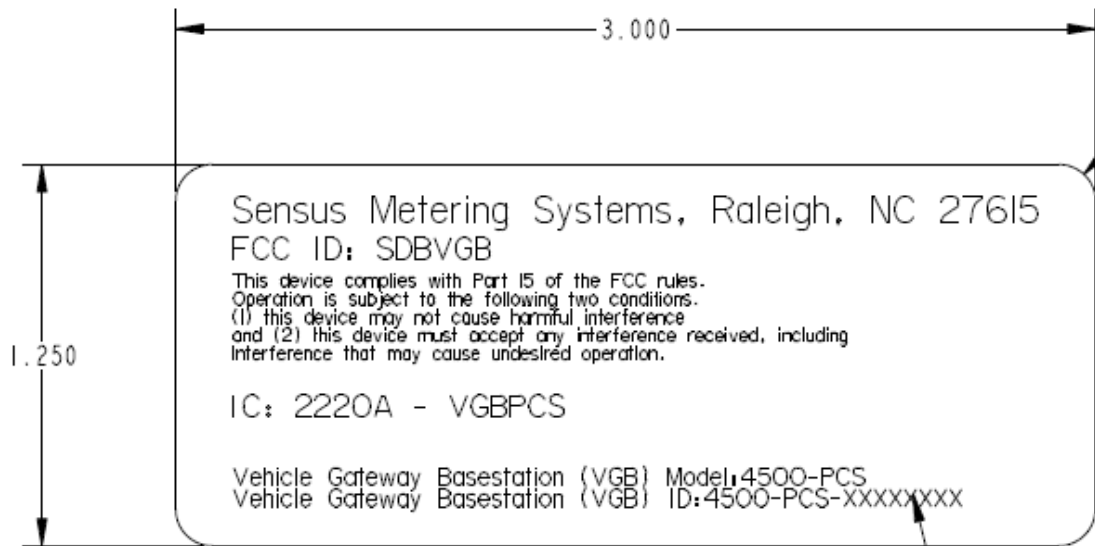 3.000
Sensus Metering Systems, Raleigh, NC 27615
FCC ID: SDBVGB
This device complies with Part 15 of the FCC rules.
Operation is subject to the following two conditions.
(1) this device may not cause harmful interference
and (2) this device must accept any interference received, including
interference that may cause undesired operation.
1.250
IC: 2220A - VGBPCS
Vehicle Gateway Basestation (VGB) Model:4500-PCS
Vehicle Gateway Basestation (VGB) ID:4500-PCS-XXXXXXXX